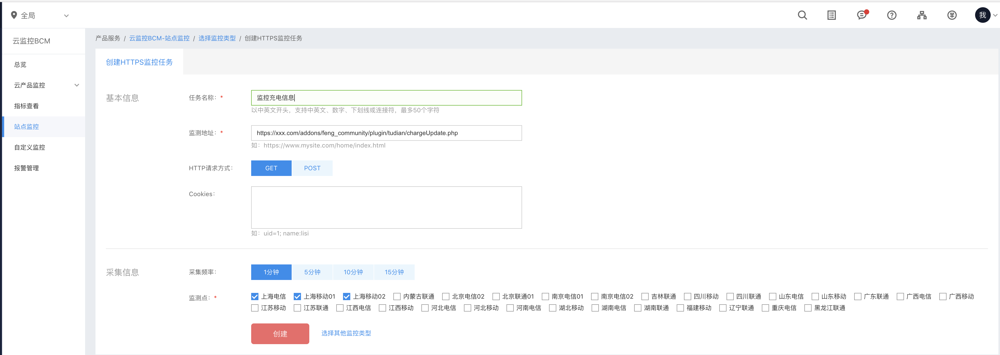 全局
我
云监控BCM
总览
云产品监控
指标查看
站点监控
自定义监控
报警管理
产品服务 / 云监控BCM-站点监控 / 选择监控类型 / 创建HTTPS监控任务
创建HTTPS监控任务
基本信息
任务名称： * 监控充电信息
以中英文开头，支持中英文、数字、下划线或连接符，最多50个字符
监测地址： * https://xxx.com/addons/feng_community/plugin/tudian/chargeUpdate.php
如：https://www.mysite.com/home/index.html
HTTP请求方式： GET POST
Cookies：
如：uid=1; name:lisi
采集信息
采集频率： 1分钟 5分钟 10分钟 15分钟
监测点： * 上海电信 上海移动01 上海移动02 内蒙古联通 北京电信02 北京联通01 南京电信01 南京电信02 吉林联通 四川移动 四川联通 山东电信 山东移动 广东联通 广西电信 广西移动
江苏移动 江苏联通 江西电信 江西移动 河北电信 河北移动 河南电信 湖北移动 湖南电信 湖南联通 福建移动 辽宁联通 重庆电信 黑龙江联通
创建 选择其他监控类型